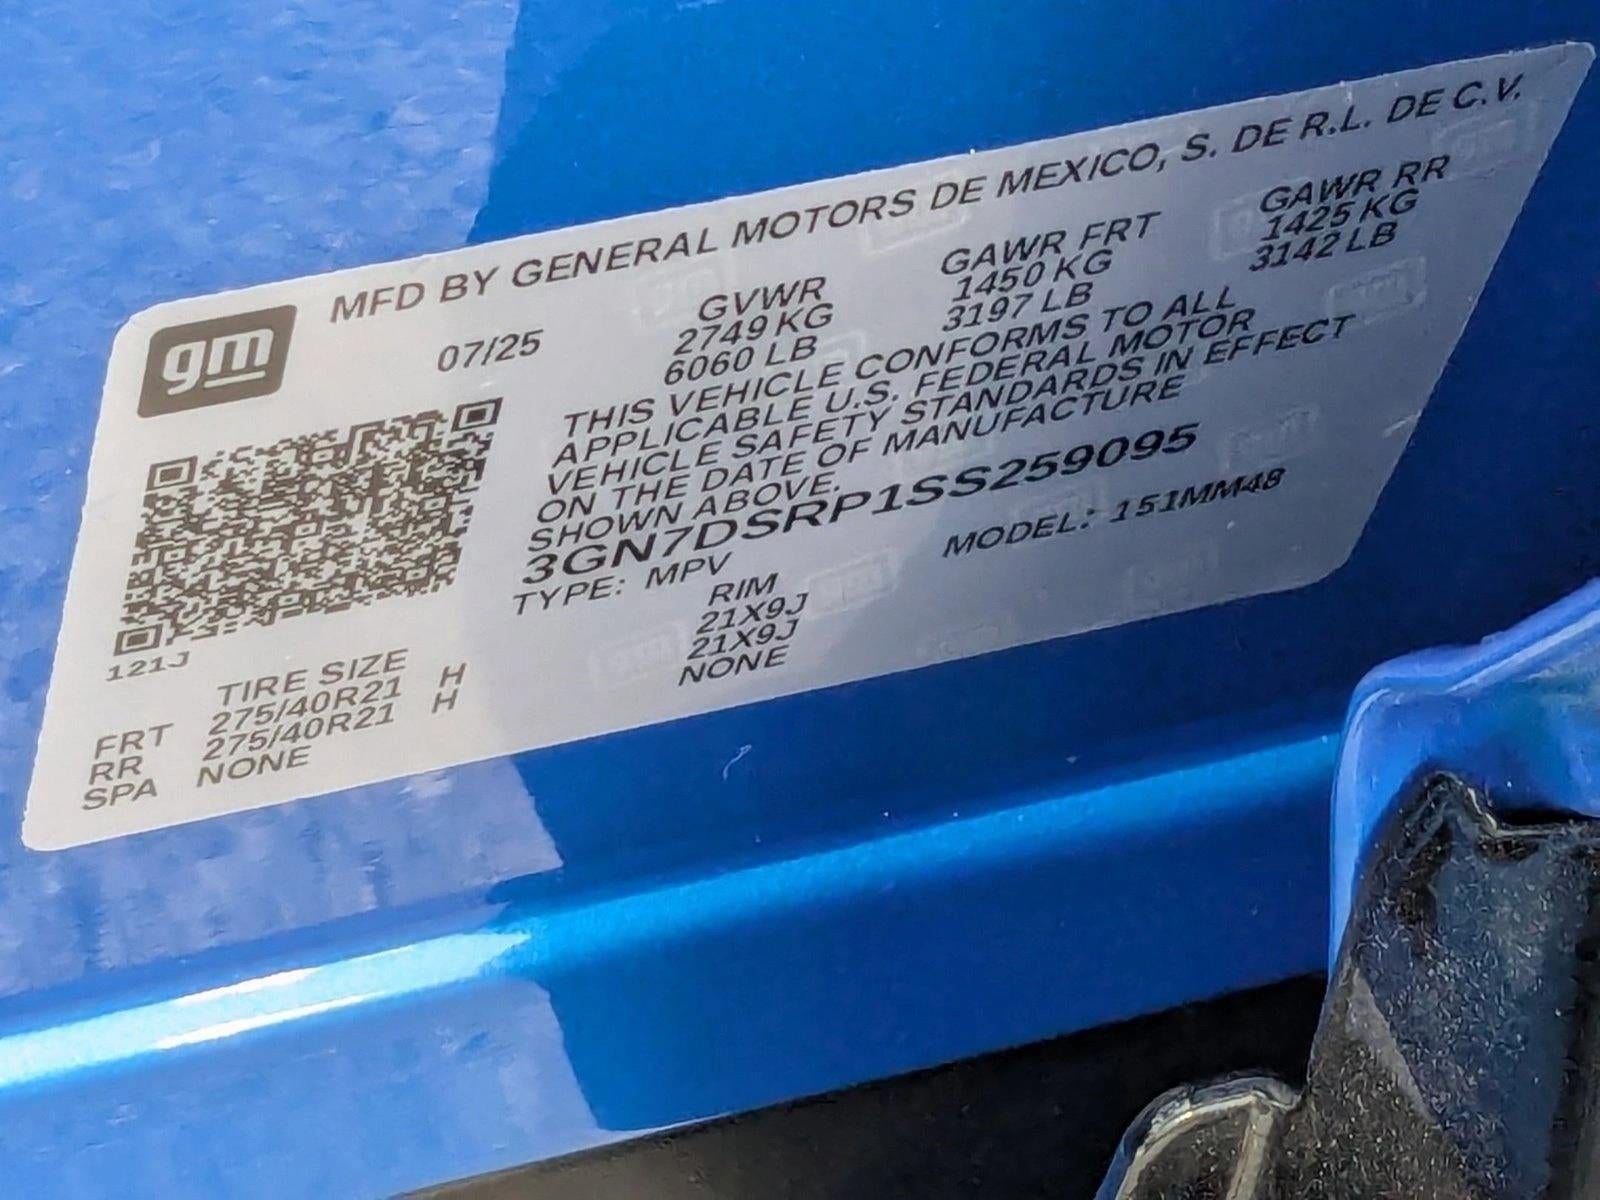 gm
MFD BY GENERAL MOTORS DE MEXICO, S. DE R.L. DE C.V.
07/25
GVWR
2749 KG
6060 LB
GAWR FRT
1450 KG
3197 LB
GAWR RR
1425 KG
3142 LB
THIS VEHICLE CONFORMS TO ALL
APPLICABLE U.S. FEDERAL MOTOR
VEHICLE SAFETY STANDARDS IN EFFECT
ON THE DATE OF MANUFACTURE
SHOWN ABOVE.
3GN7DSRP1SS259095
TYPE: MPV
MODEL: 151MM48
121J
TIRE SIZE
RIM
FRT 275/40R21 H 21X9J
RR 275/40R21 H 21X9J
SPA NONE NONE